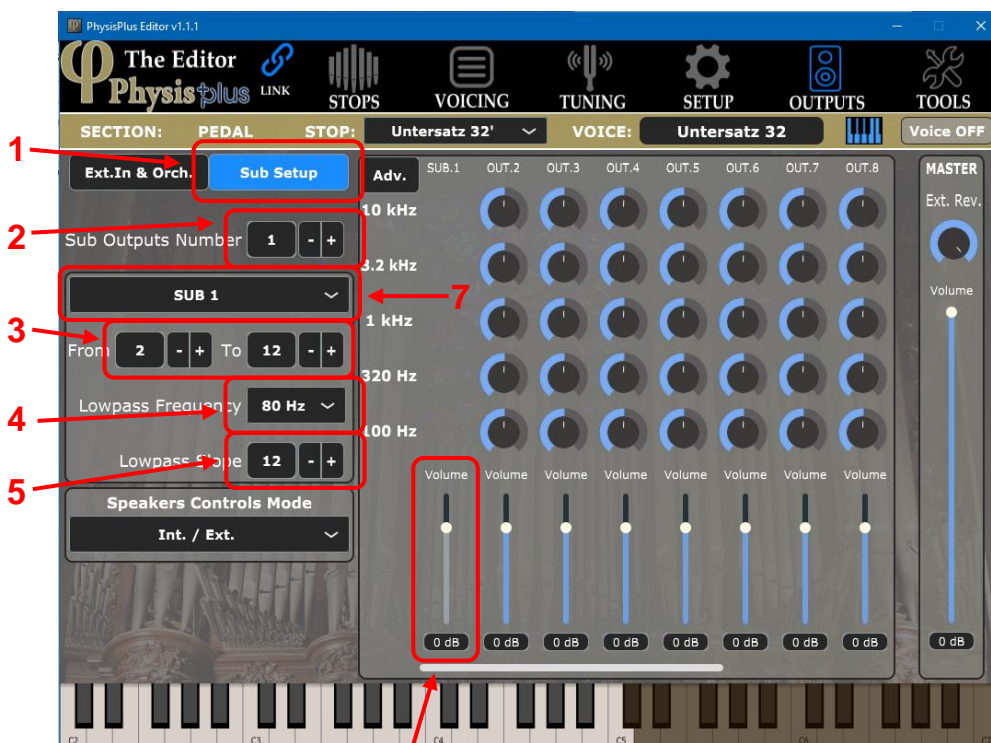 PhysisPlus Editor v1.1.1
The Editor
Physis plus
LINK
STOPS
VOICING
TUNING
SETUP
OUTPUTS
TOOLS
SECTION: PEDAL STOP: Untersatz 32' VOICE: Untersatz 32 Voice OFF
1
Ext.In & Orch. Sub Setup
2
Sub Outputs Number 1 - +
SUB 1
7
3
From 2 - + To 12 - +
4
Lowpass Frequency 80 Hz
5
Lowpass Slope 12 - +
Speakers Controls Mode
Int. / Ext.
Adv. SUB.1 OUT.2 OUT.3 OUT.4 OUT.5 OUT.6 OUT.7 OUT.8
10 kHz
3.2 kHz
1 kHz
320 Hz
100 Hz
Volume Volume Volume Volume Volume Volume Volume Volume
0 dB 0 dB 0 dB 0 dB 0 dB 0 dB 0 dB 0 dB
MASTER
Ext. Rev.
Volume
0 dB
C2 C3 C4 C5 C6